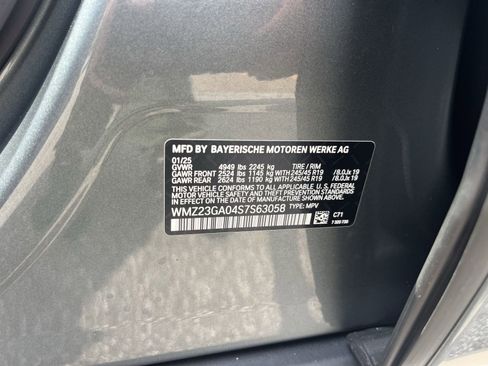 MFD BY BAYERISCHE MOTOREN WERKE AG
01/25
GVWR 4949 lbs 2245 kg TIRE / RIM
GAWR FRONT 2524 lbs 1145 kg WITH 245/45 R19 / 8.0Jx 19
GAWR REAR 2624 lbs 1190 kg WITH 245/45 R19 / 8.0Jx 19
THIS VEHICLE CONFORMS TO ALL APPLICABLE U.S. FEDERAL
MOTOR VEHICLE SAFETY BUMPER AND THEFT PREVENTION STANDARDS
IN EFFECT ON THE DATE OF MANUFACTURE SHOWN ABOVE.
WMZ23GA04S7S63058 TYPE: MPV
C71